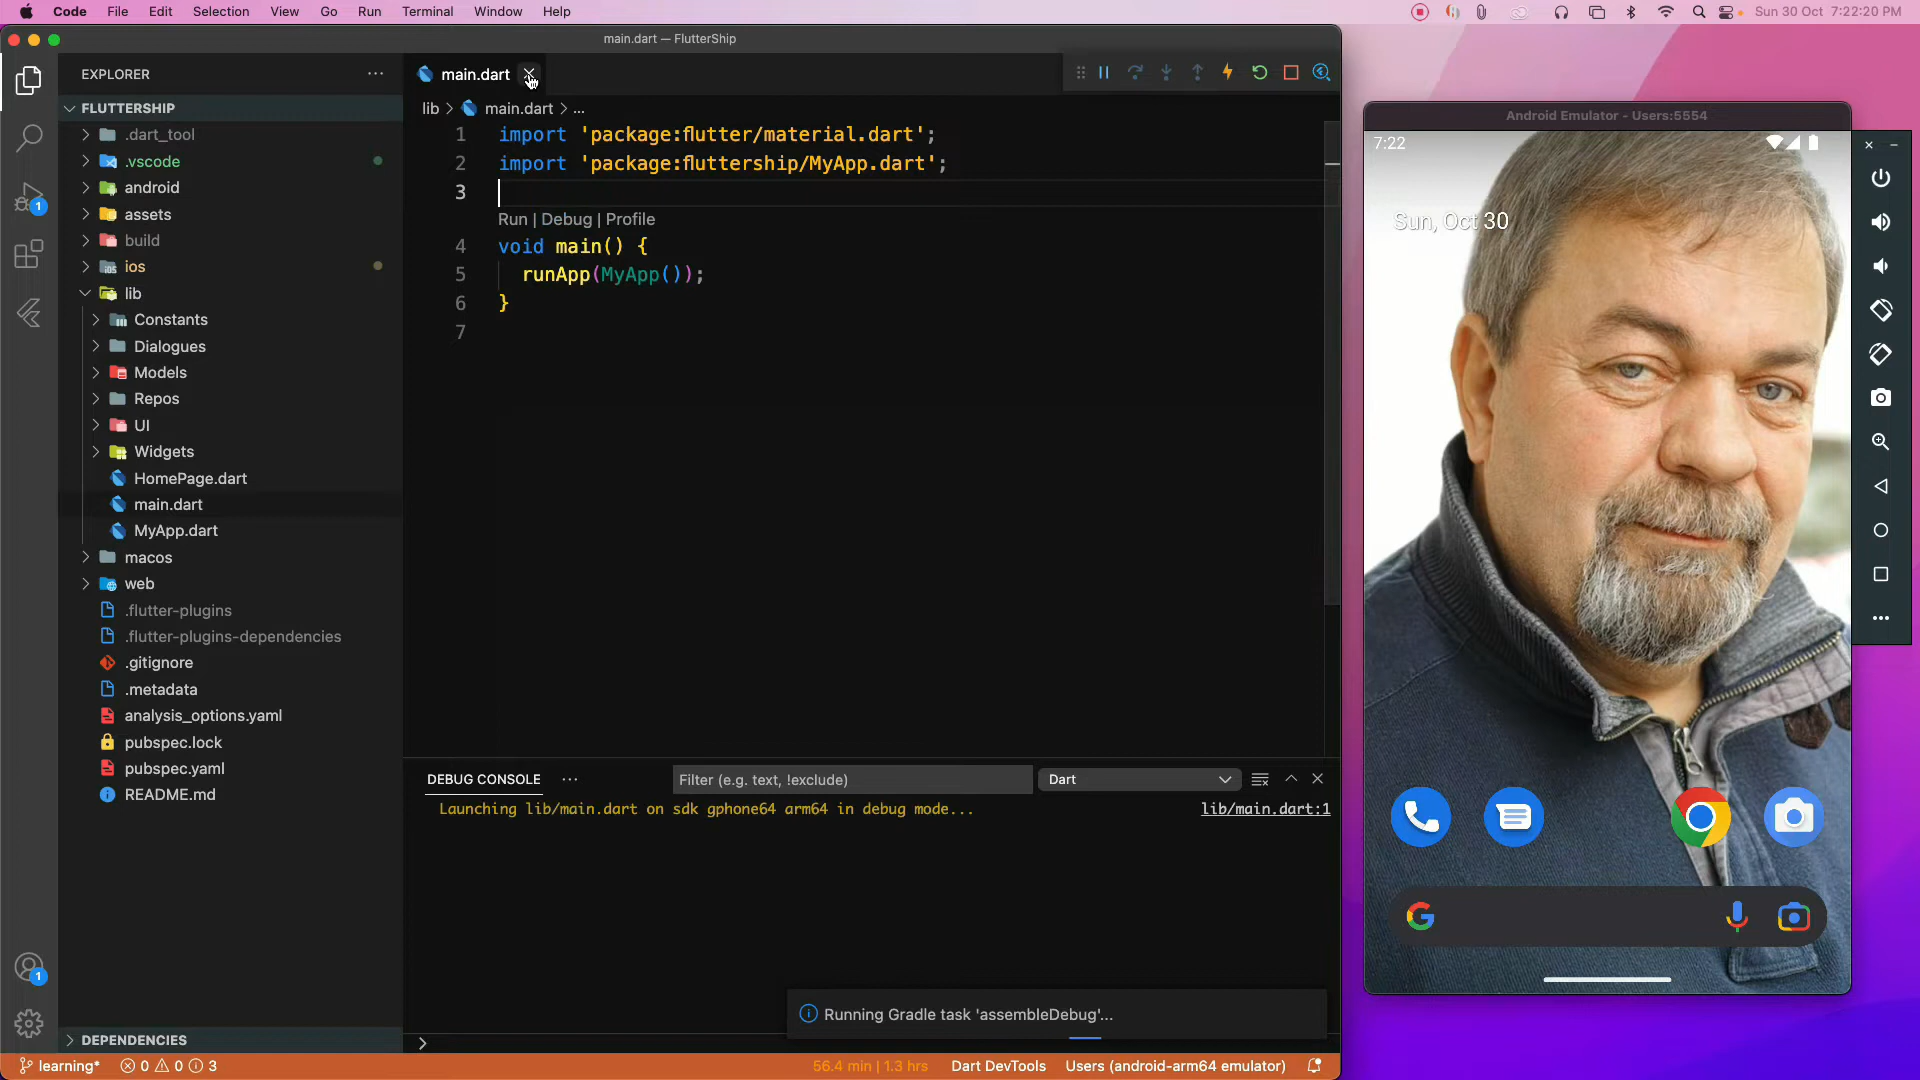 Code File Edit Selection View Go Run Terminal Window Help
Sun 30 Oct 7:22:20 PM
main.dart — FlutterShip
EXPLORER
FLUTTERSHIP
.dart_tool
.vscode
android
assets
build
ios
lib
Constants
Dialogues
Models
Repos
UI
Widgets
HomePage.dart
main.dart
MyApp.dart
macos
web
.flutter-plugins
.flutter-plugins-dependencies
.gitignore
.metadata
analysis_options.yaml
pubspec.lock
pubspec.yaml
README.md
DEPENDENCIES
1
1
main.dart
lib > main.dart > ...
1 import 'package:flutter/material.dart';
2 import 'package:fluttership/MyApp.dart';
3
Run | Debug | Profile
4 void main() {
5 runApp(MyApp());
6 }
7
DEBUG CONSOLE
Filter (e.g. text, !exclude)
Dart
Launching lib/main.dart on sdk gphone64 arm64 in debug mode...
lib/main.dart:1
Running Gradle task 'assembleDebug'...
learning* 0 0 3
56.4 min | 1.3 hrs Dart DevTools Users (android-arm64 emulator)
Android Emulator - Users:5554
7:22
Sun, Oct 30